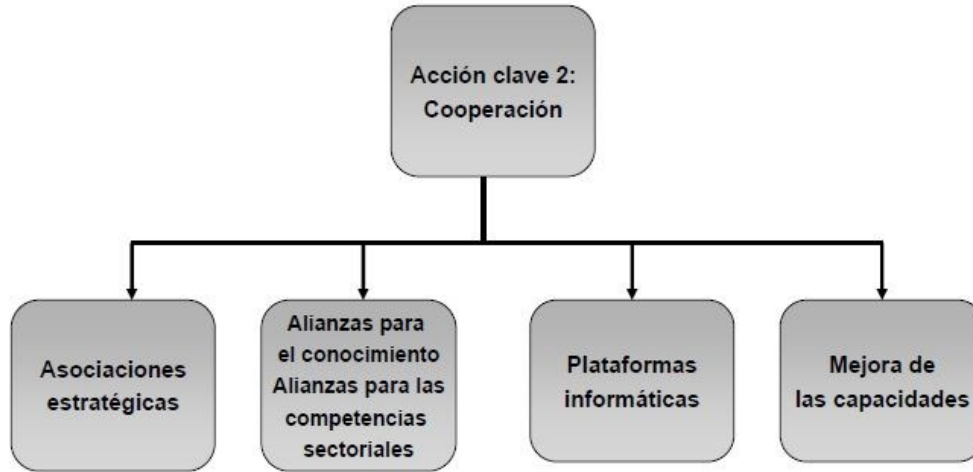 Acción clave 2:
Cooperación
Asociaciones
estratégicas
Alianzas para
el conocimiento
Alianzas para las
competencias
sectoriales
Plataformas
informáticas
Mejora de
las capacidades